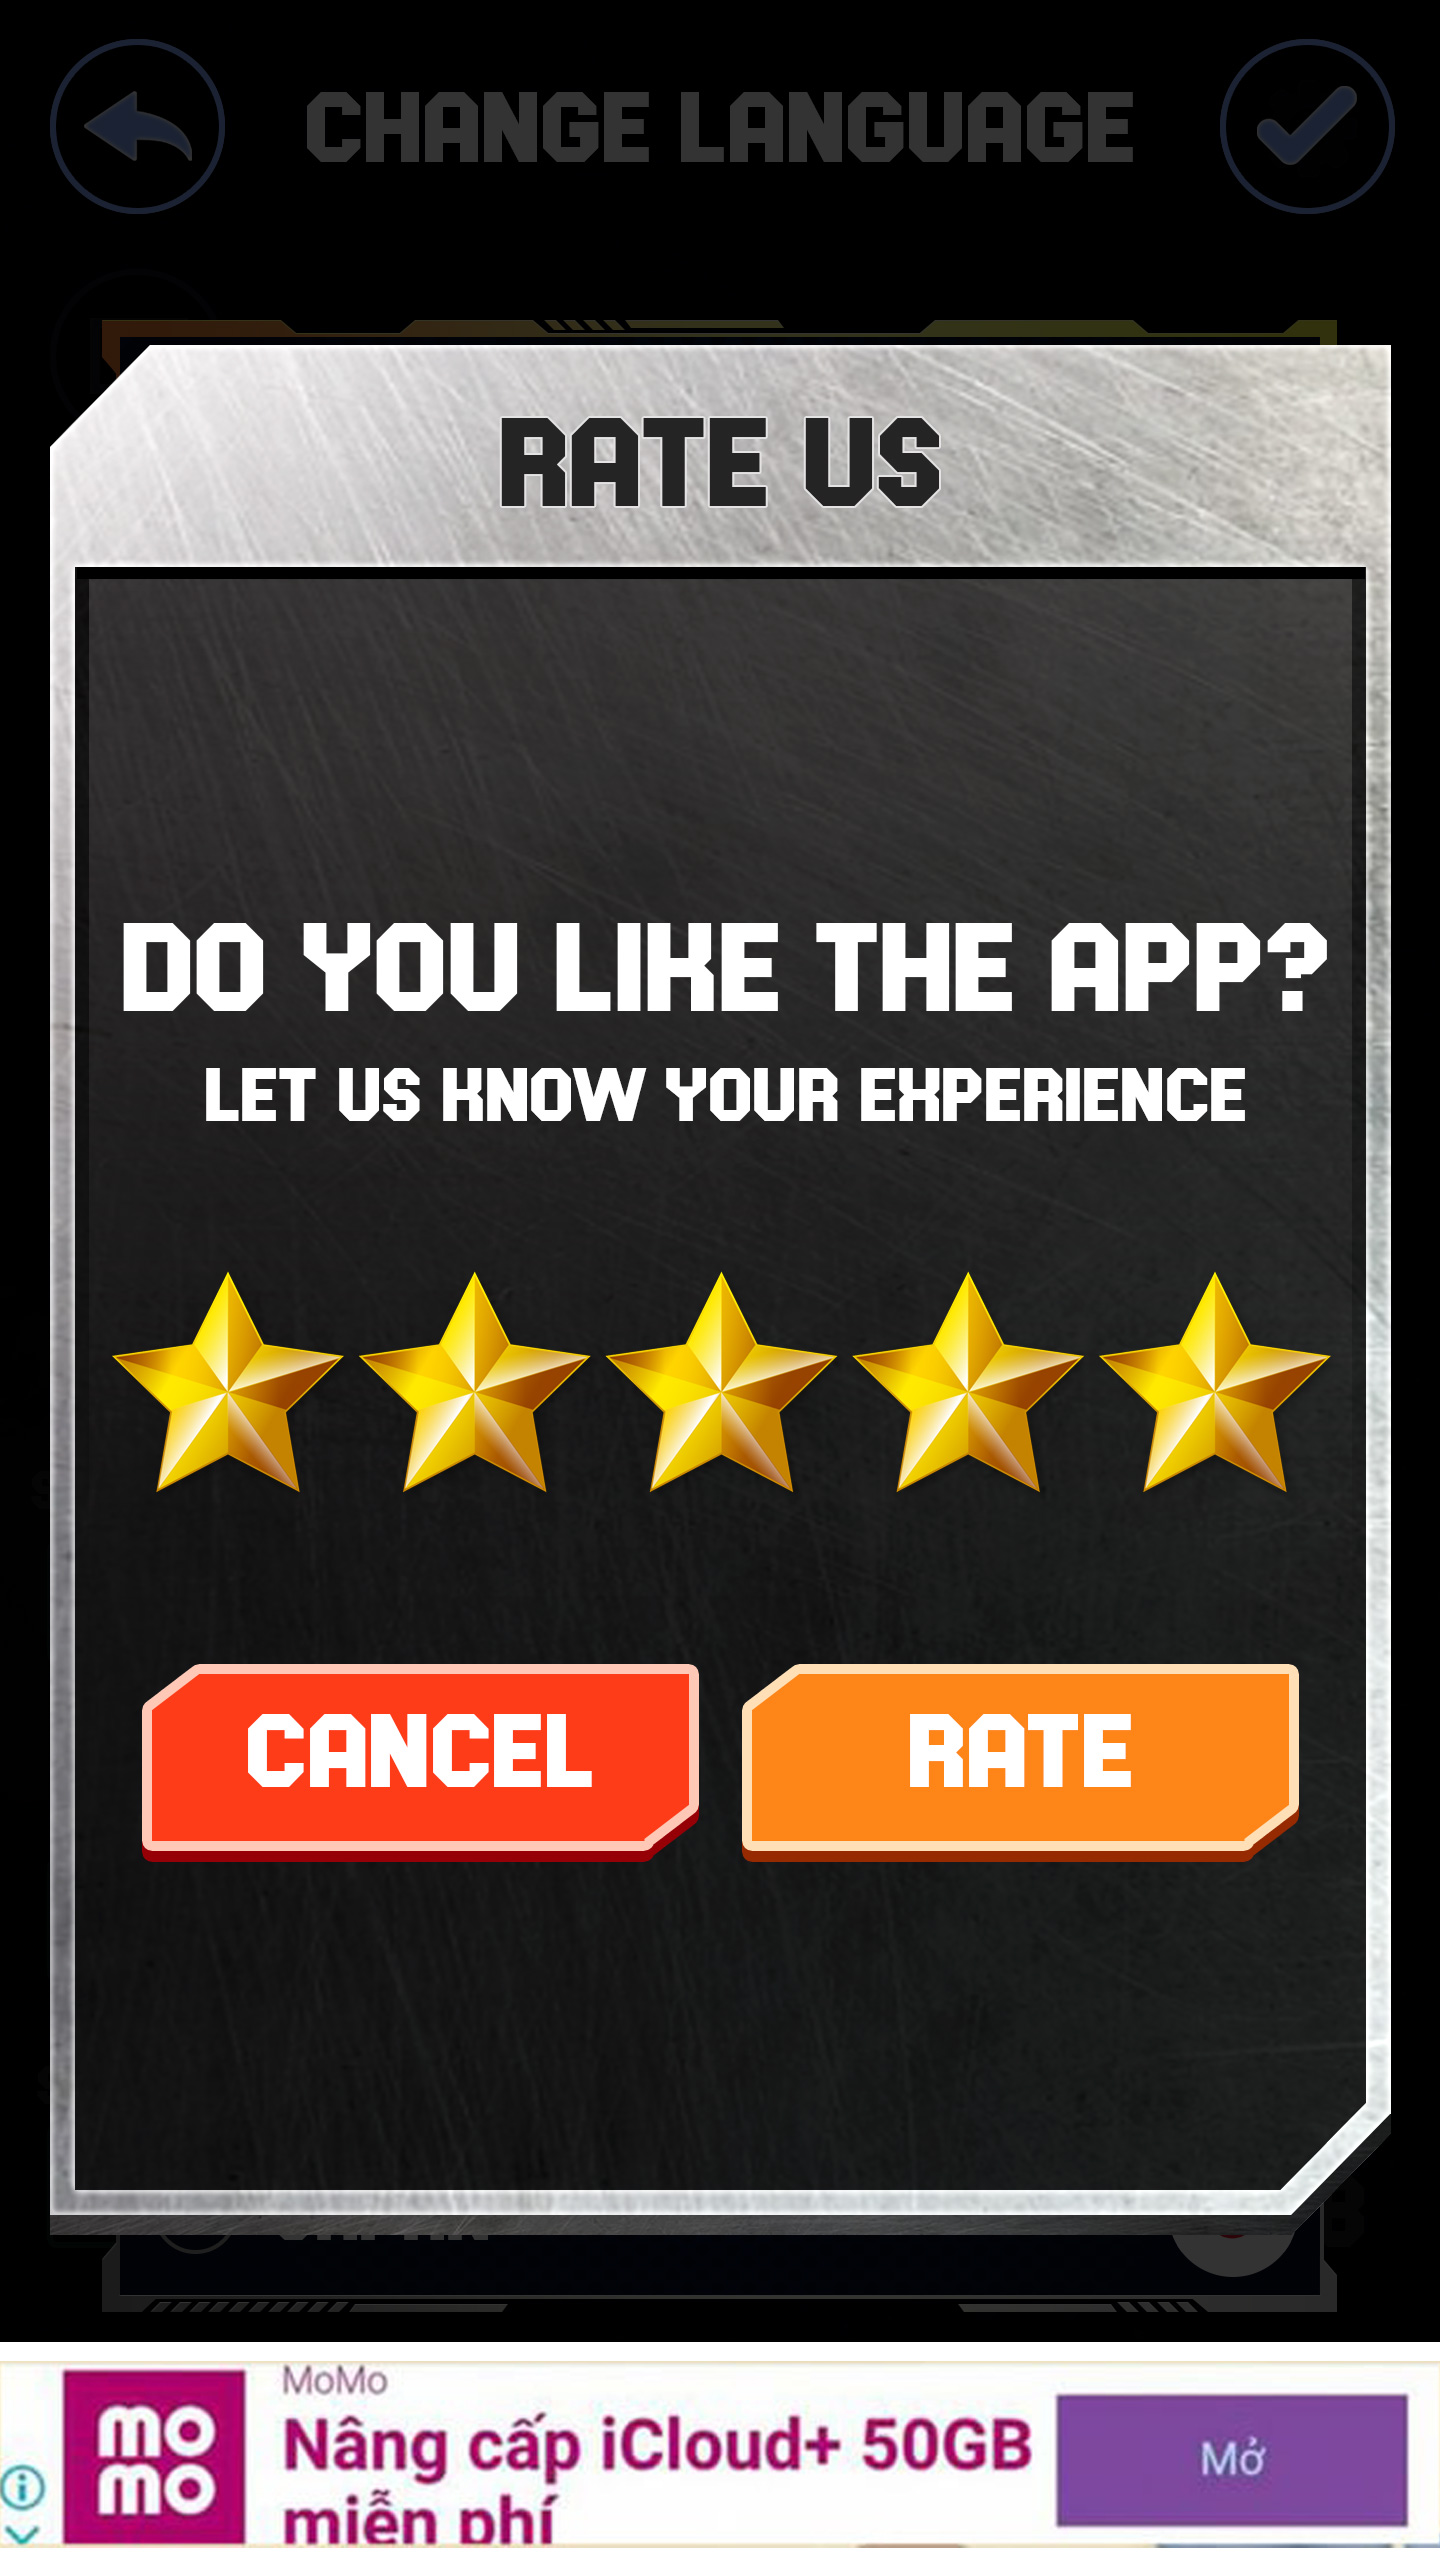 CHANGE LANGUAGE
RATE US
DO YOU LIKE THE APP?
LET US KNOW YOUR EXPERIENCE
CANCEL
RATE
JAPAN
MoMo
mo
mo
Nâng cấp iCloud+ 50GB
miễn phí
Mở